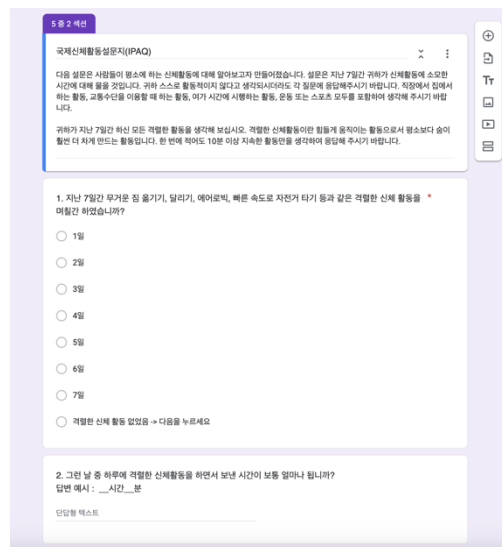 5 중 2 섹션
국제신체활동설문지(IPAQ)
다음 설문은 사람들이 평소에 하는 신체활동에 대해 알아보고자 만들어졌습니다. 설문은 지난 7일간 귀하가 신체활동에 소모한
시간에 대해 물을 것입니다. 귀하 스스로 활동적이지 않다고 생각되시더라도 각 질문에 응답해주시기 바랍니다. 직장에서 집에서
하는 활동, 교통수단을 이용할 때 하는 활동, 여가 시간에 시행하는 활동, 운동 또는 스포츠 모두를 포함하여 생각해 주시기 바랍
니다.
귀하가 지난 7일간 하신 모든 격렬한 활동을 생각해 보십시오. 격렬한 신체활동이란 힘들게 움직이는 활동으로서 평소보다 숨이
훨씬 더 차게 만드는 활동입니다. 한 번에 적어도 10분 이상 지속한 활동만을 생각하여 응답해 주시기 바랍니다.
1. 지난 7일간 무거운 짐 옮기기, 달리기, 에어로빅, 빠른 속도로 자전거 타기 등과 같은 격렬한 신체 활동을 *
며칠간 하였습니까?
1일
2일
3일
4일
5일
6일
7일
격렬한 신체 활동 없었음 -> 다음을 누르세요
2. 그런 날 중 하루에 격렬한 신체활동을 하면서 보낸 시간이 보통 얼마나 됩니까?
답변 예시 : __시간__분
단답형 텍스트
Tт